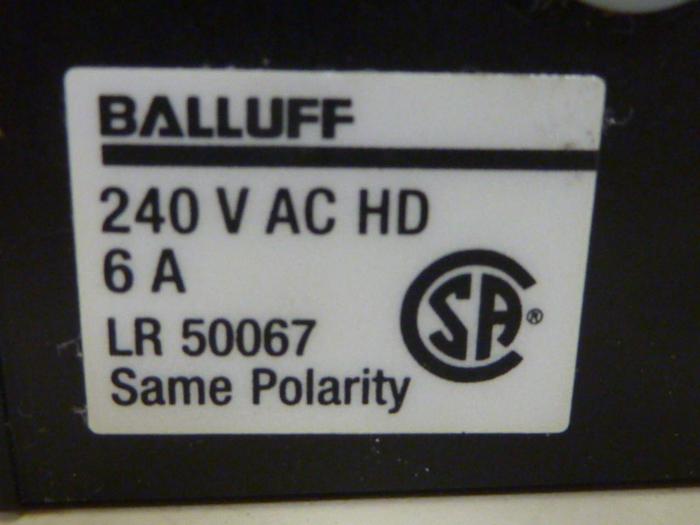 BALLUFF
240 V AC HD
6 A
LR 50067
Same Polarity
SA®